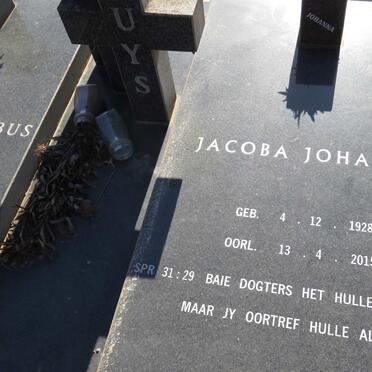 UYS
JOHANNA
BUS
JACOBA JOHA
GEB. 4 . 12 . 1928
OORL. 13 . 4 . 2015
SPR 31:29 BAIE DOGTERS HET HULLE
MAAR JY OORTREF HULLE AL